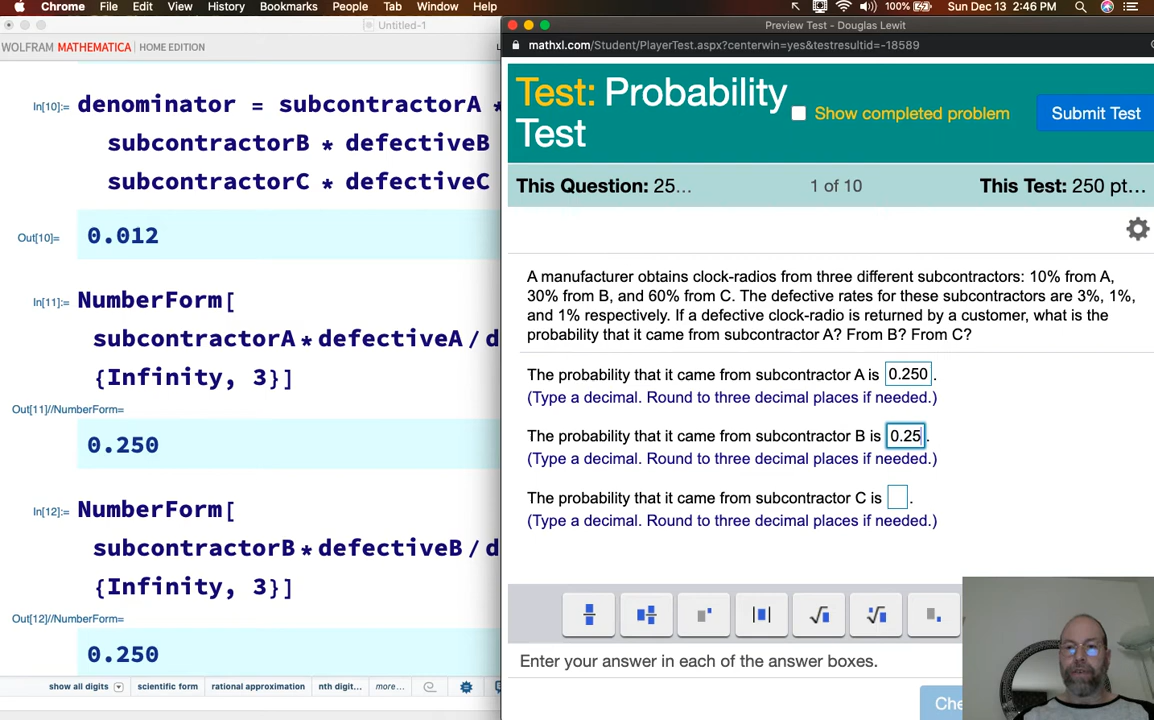 Chrome File Edit View History Bookmarks People Tab Window Help 100% Sun Dec 13 2:46 PM
Untitled-1
WOLFRAM MATHEMATICA HOME EDITION
In[10]:= denominator = subcontractorA *
subcontractorB * defectiveB
subcontractorC * defectiveC
Out[10]= 0.012
In[11]:= NumberForm[
subcontractorA * defectiveA / d
{Infinity, 3}]
Out[11]//NumberForm=
0.250
In[12]:= NumberForm[
subcontractorB * defectiveB / d
{Infinity, 3}]
Out[12]//NumberForm=
0.250
show all digits scientific form rational approximation nth digit... more...
Preview Test - Douglas Lewit
mathxl.com/Student/PlayerTest.aspx?centerwin=yes&testresultid=-18589
Test: Probability
Test
Show completed problem
Submit Test
This Question: 25... 1 of 10 This Test: 250 pt...
A manufacturer obtains clock-radios from three different subcontractors: 10% from A,
30% from B, and 60% from C. The defective rates for these subcontractors are 3%, 1%,
and 1% respectively. If a defective clock-radio is returned by a customer, what is the
probability that it came from subcontractor A? From B? From C?
The probability that it came from subcontractor A is 0.250.
(Type a decimal. Round to three decimal places if needed.)
The probability that it came from subcontractor B is 0.25.
(Type a decimal. Round to three decimal places if needed.)
The probability that it came from subcontractor C is .
(Type a decimal. Round to three decimal places if needed.)
Enter your answer in each of the answer boxes.
Che